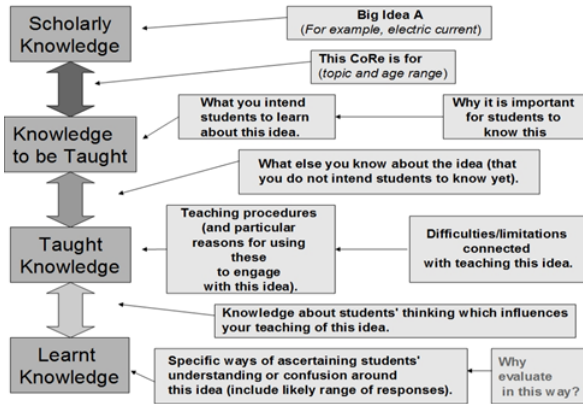 Scholarly
Knowledge
Big Idea A
(For example, electric current)
This CoRe is for
(topic and age range)
Knowledge
to be Taught
What you intend
students to learn
about this idea.
Why it is important
for students to
know this
What else you know about the idea (that
you do not intend students to know yet).
Taught
Knowledge
Teaching procedures
(and particular
reasons for using
these
to engage
with this idea).
Difficulties/limitations
connected
with teaching this idea.
Knowledge about students' thinking which influences
your teaching of this idea.
Learnt
Knowledge
Specific ways of ascertaining students'
understanding or confusion around
this idea (include likely range of responses).
Why
evaluate
in this way?